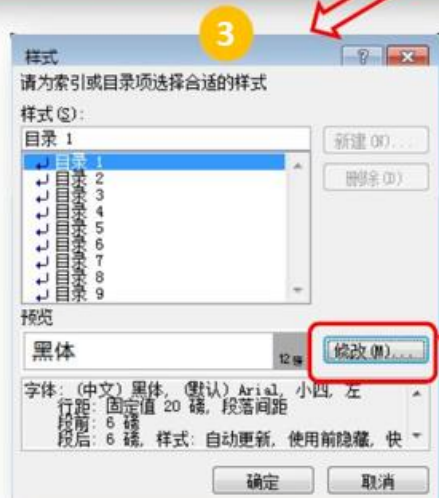 3
样式
请为索引或目录项选择合适的样式
样式(S):
目录 1
新建(N)...
目录 1
目录 2
目录 3
目录 4
目录 5
目录 6
目录 7
目录 8
目录 9
删除(D)
预览
黑体
12 磅
修改(M)...
字体: (中文) 黑体, (默认) Arial, 小四, 左
行距: 固定值 20 磅, 段落间距
段前: 6 磅
段后: 6 磅, 样式: 自动更新, 使用前隐藏, 快
确定
取消